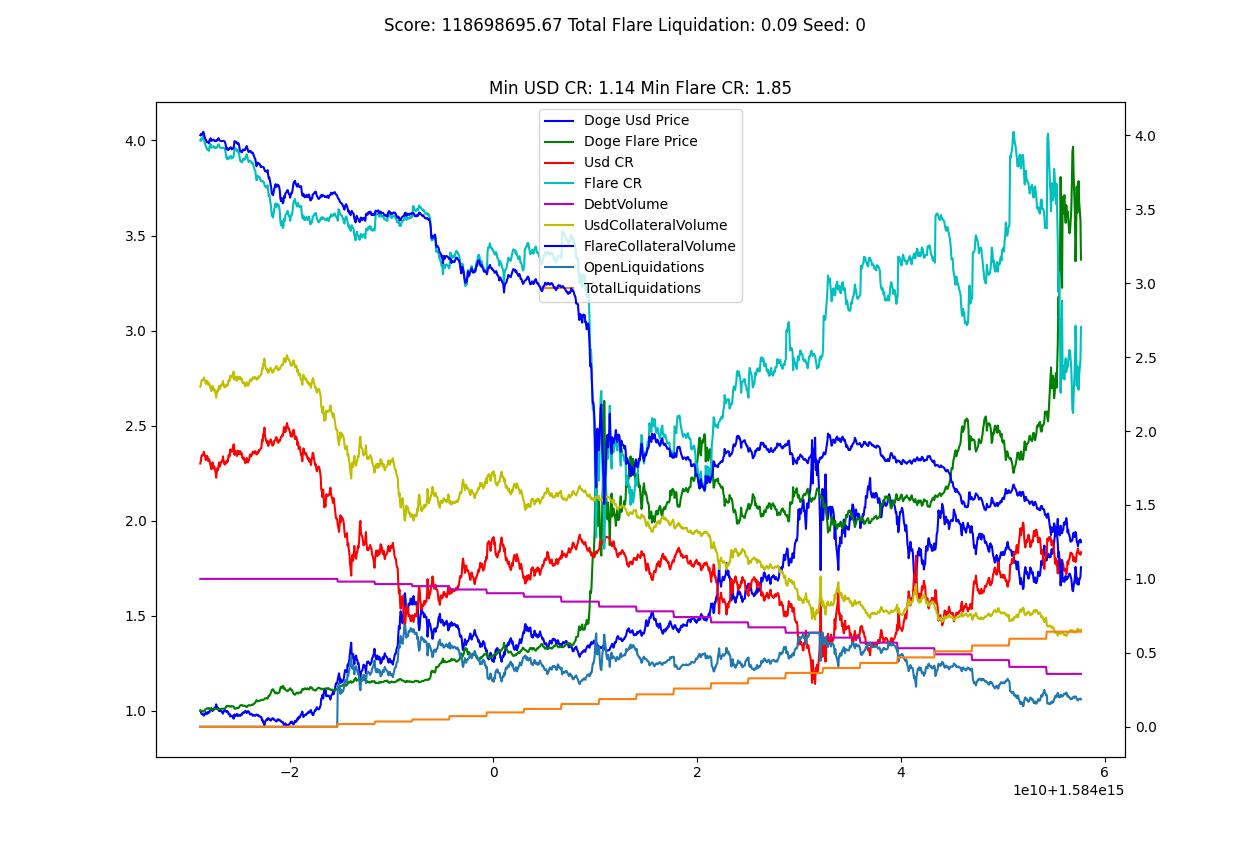 Score: 118698695.67 Total Flare Liquidation: 0.09 Seed: 0
Min USD CR: 1.14 Min Flare CR: 1.85
Doge Usd Price
Doge Flare Price
Usd CR
Flare CR
DebtVolume
UsdCollateralVolume
FlareCollateralVolume
OpenLiquidations
TotalLiquidations
4.0
3.5
3.0
2.5
2.0
1.5
1.0
4.0
3.5
3.0
2.5
2.0
1.5
1.0
0.5
0.0
−2
0
2
4
6
1e10+1.584e15